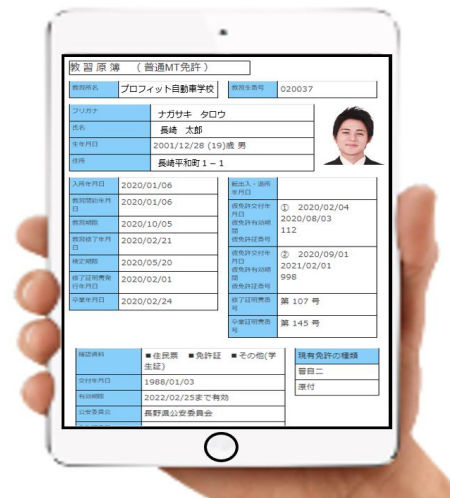 教習原簿 （普通MT免許）
教習所名 プロフィット自動車学校 教習生番号 020037
フリガナ ナガサキ タロウ
氏名 長崎 太郎
生年月日 2001/12/28 (19)歳 男
住所 長崎平和町１－１
入所年月日 2020/01/06
教習開始年月日 2020/01/06
教習期限 2020/10/05
教習修了年月日 2020/02/21
検定期限 2020/05/20
修了証明書発行年月日 2020/02/01
卒業年月日 2020/02/24
転出入・退所年月日
仮免許交付年月日 ① 2020/02/04
仮免許有効期間 2020/08/03
仮免許証番号 112
仮免許交付年月日 ② 2020/09/01
仮免許有効期間 2021/02/01
仮免許証番号 998
修了証明書番号 第 107 号
卒業証明書番号 第 145 号
確認資料 ■住民票 ■免許証 ■その他(学生証)
交付年月日 1988/01/03
有効期限 2022/02/25まで有効
公安委員会 長野県公安委員会
現有免許の種類
普自二
原付